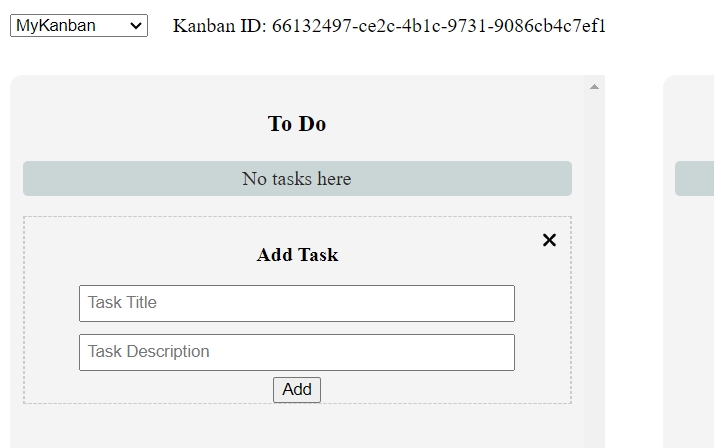 MyKanban Kanban ID: 66132497-ce2c-4b1c-9731-9086cb4c7ef1
To Do
No tasks here
Add Task
Task Title
Task Description
Add